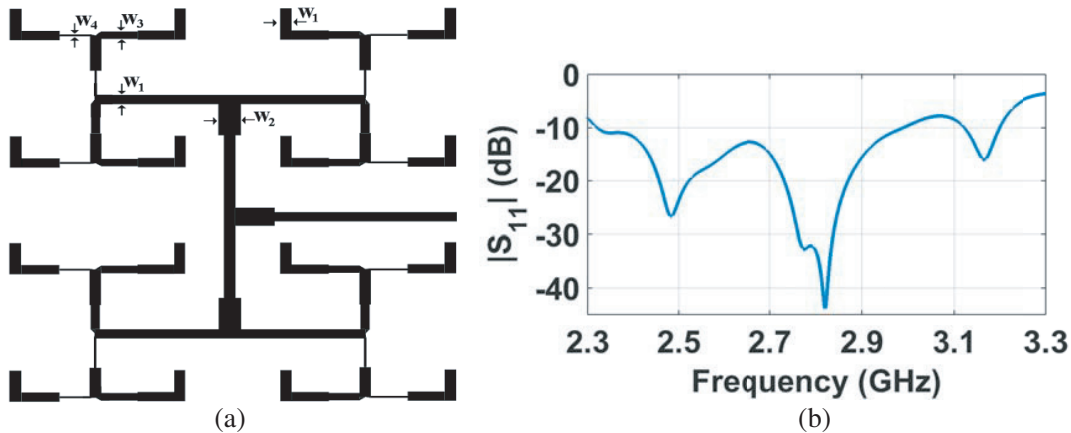 W₄
W₃
W₁
W₁
W₂
(a)
|S₁₁| (dB)
0
-10
-20
-30
-40
2.3
2.5
2.7
2.9
3.1
3.3
Frequency (GHz)
(b)